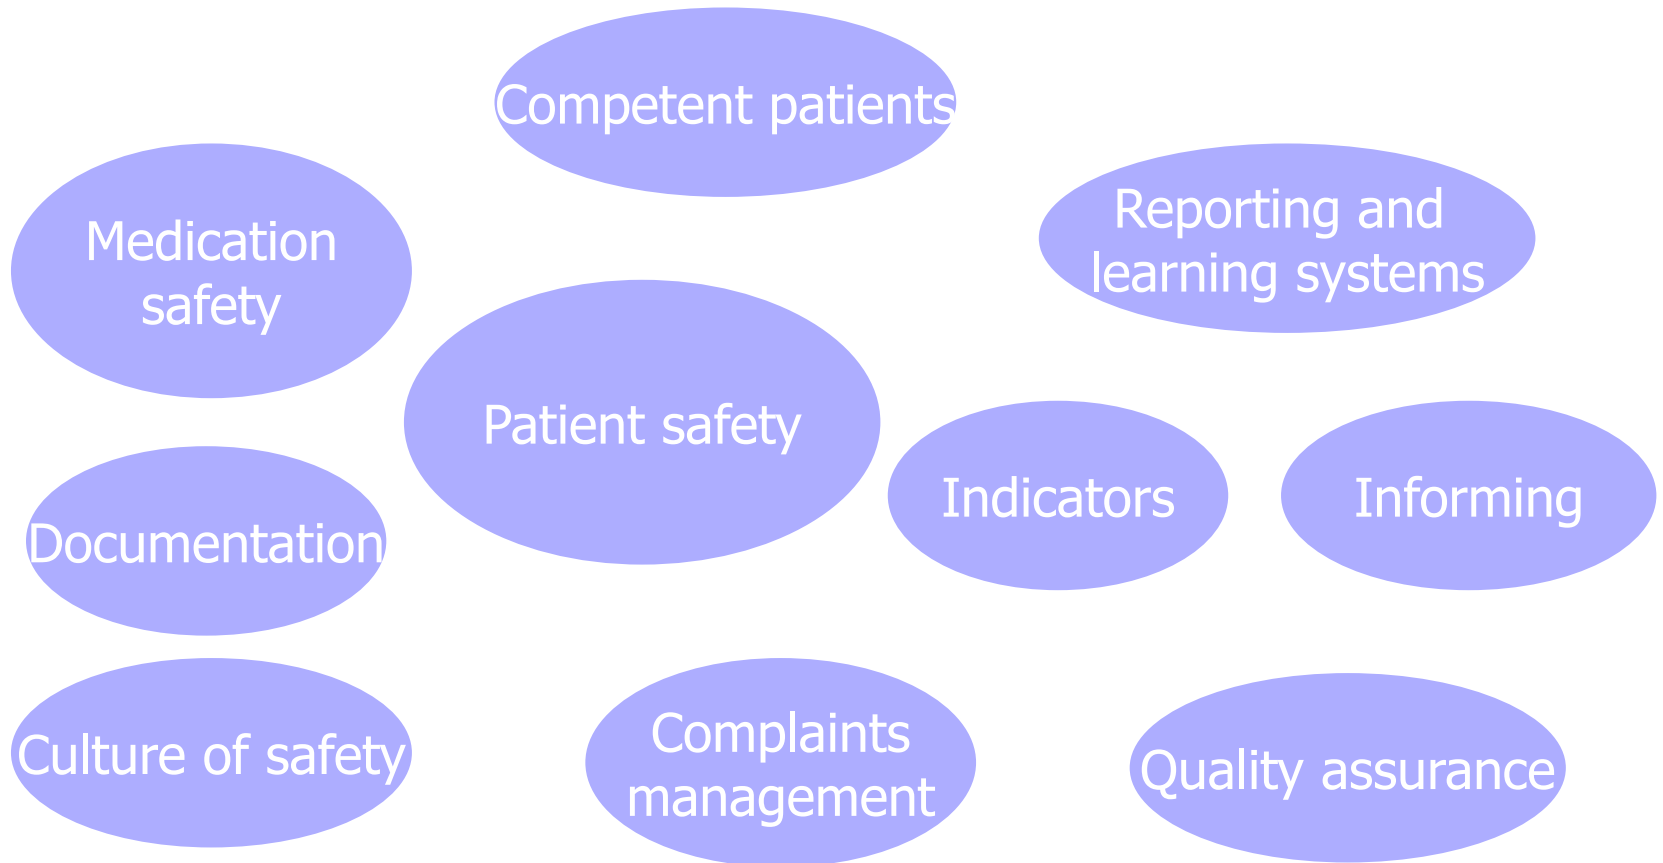 Competent patients
Medication
safety
Reporting and
learning systems
Patient safety
Indicators
Informing
Documentation
Culture of safety
Complaints
management
Quality assurance